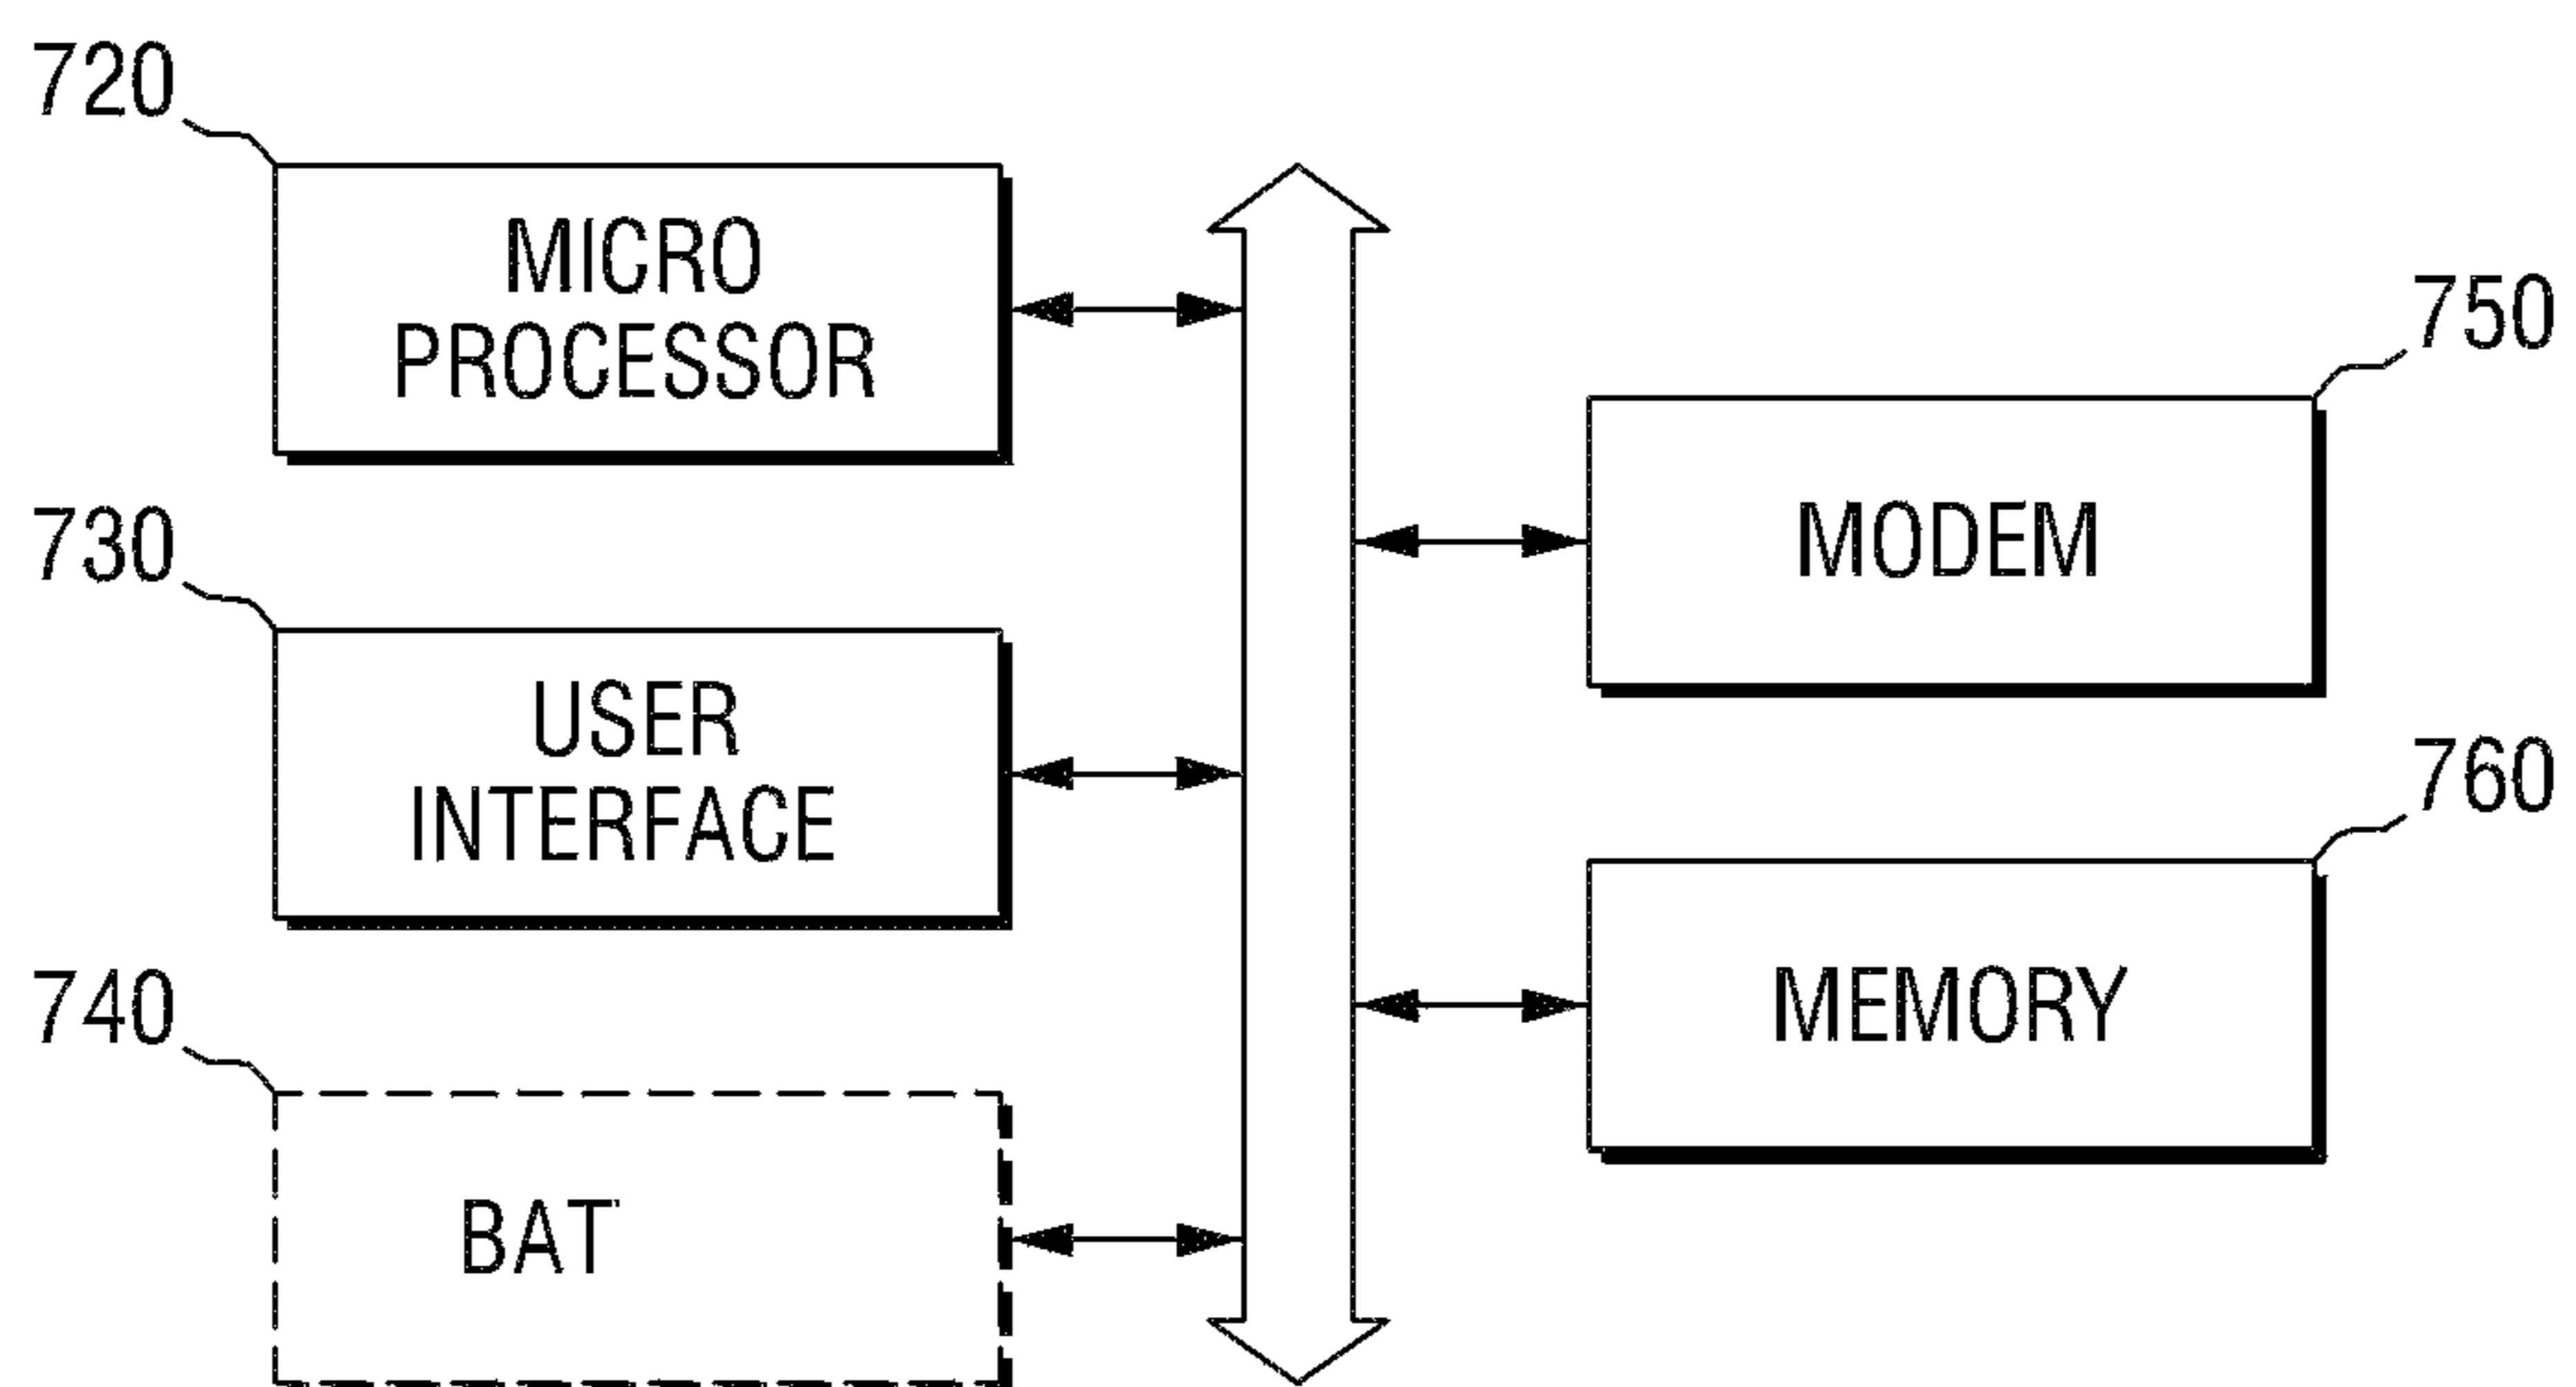 720
MICRO
PROCESSOR
730
USER
INTERFACE
740
BAT
750
MODEM
760
MEMORY